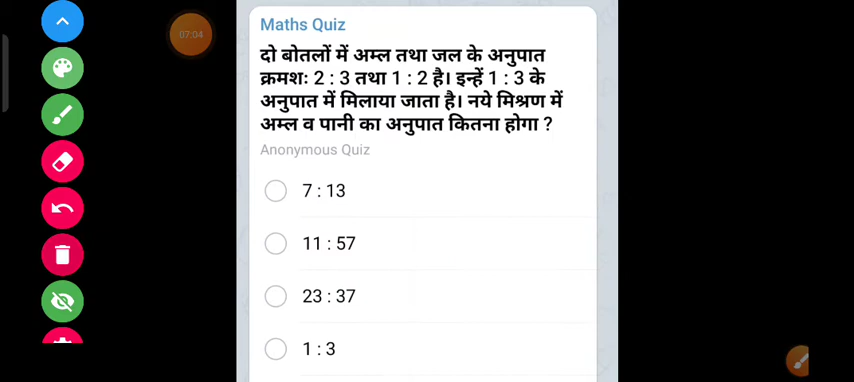 07:04
Maths Quiz
दो बोतलों में अम्ल तथा जल के अनुपात
क्रमशः 2 : 3 तथा 1 : 2 है। इन्हें 1 : 3 के
अनुपात में मिलाया जाता है। नये मिश्रण में
अम्ल व पानी का अनुपात कितना होगा ?
Anonymous Quiz
7 : 13
11 : 57
23 : 37
1 : 3